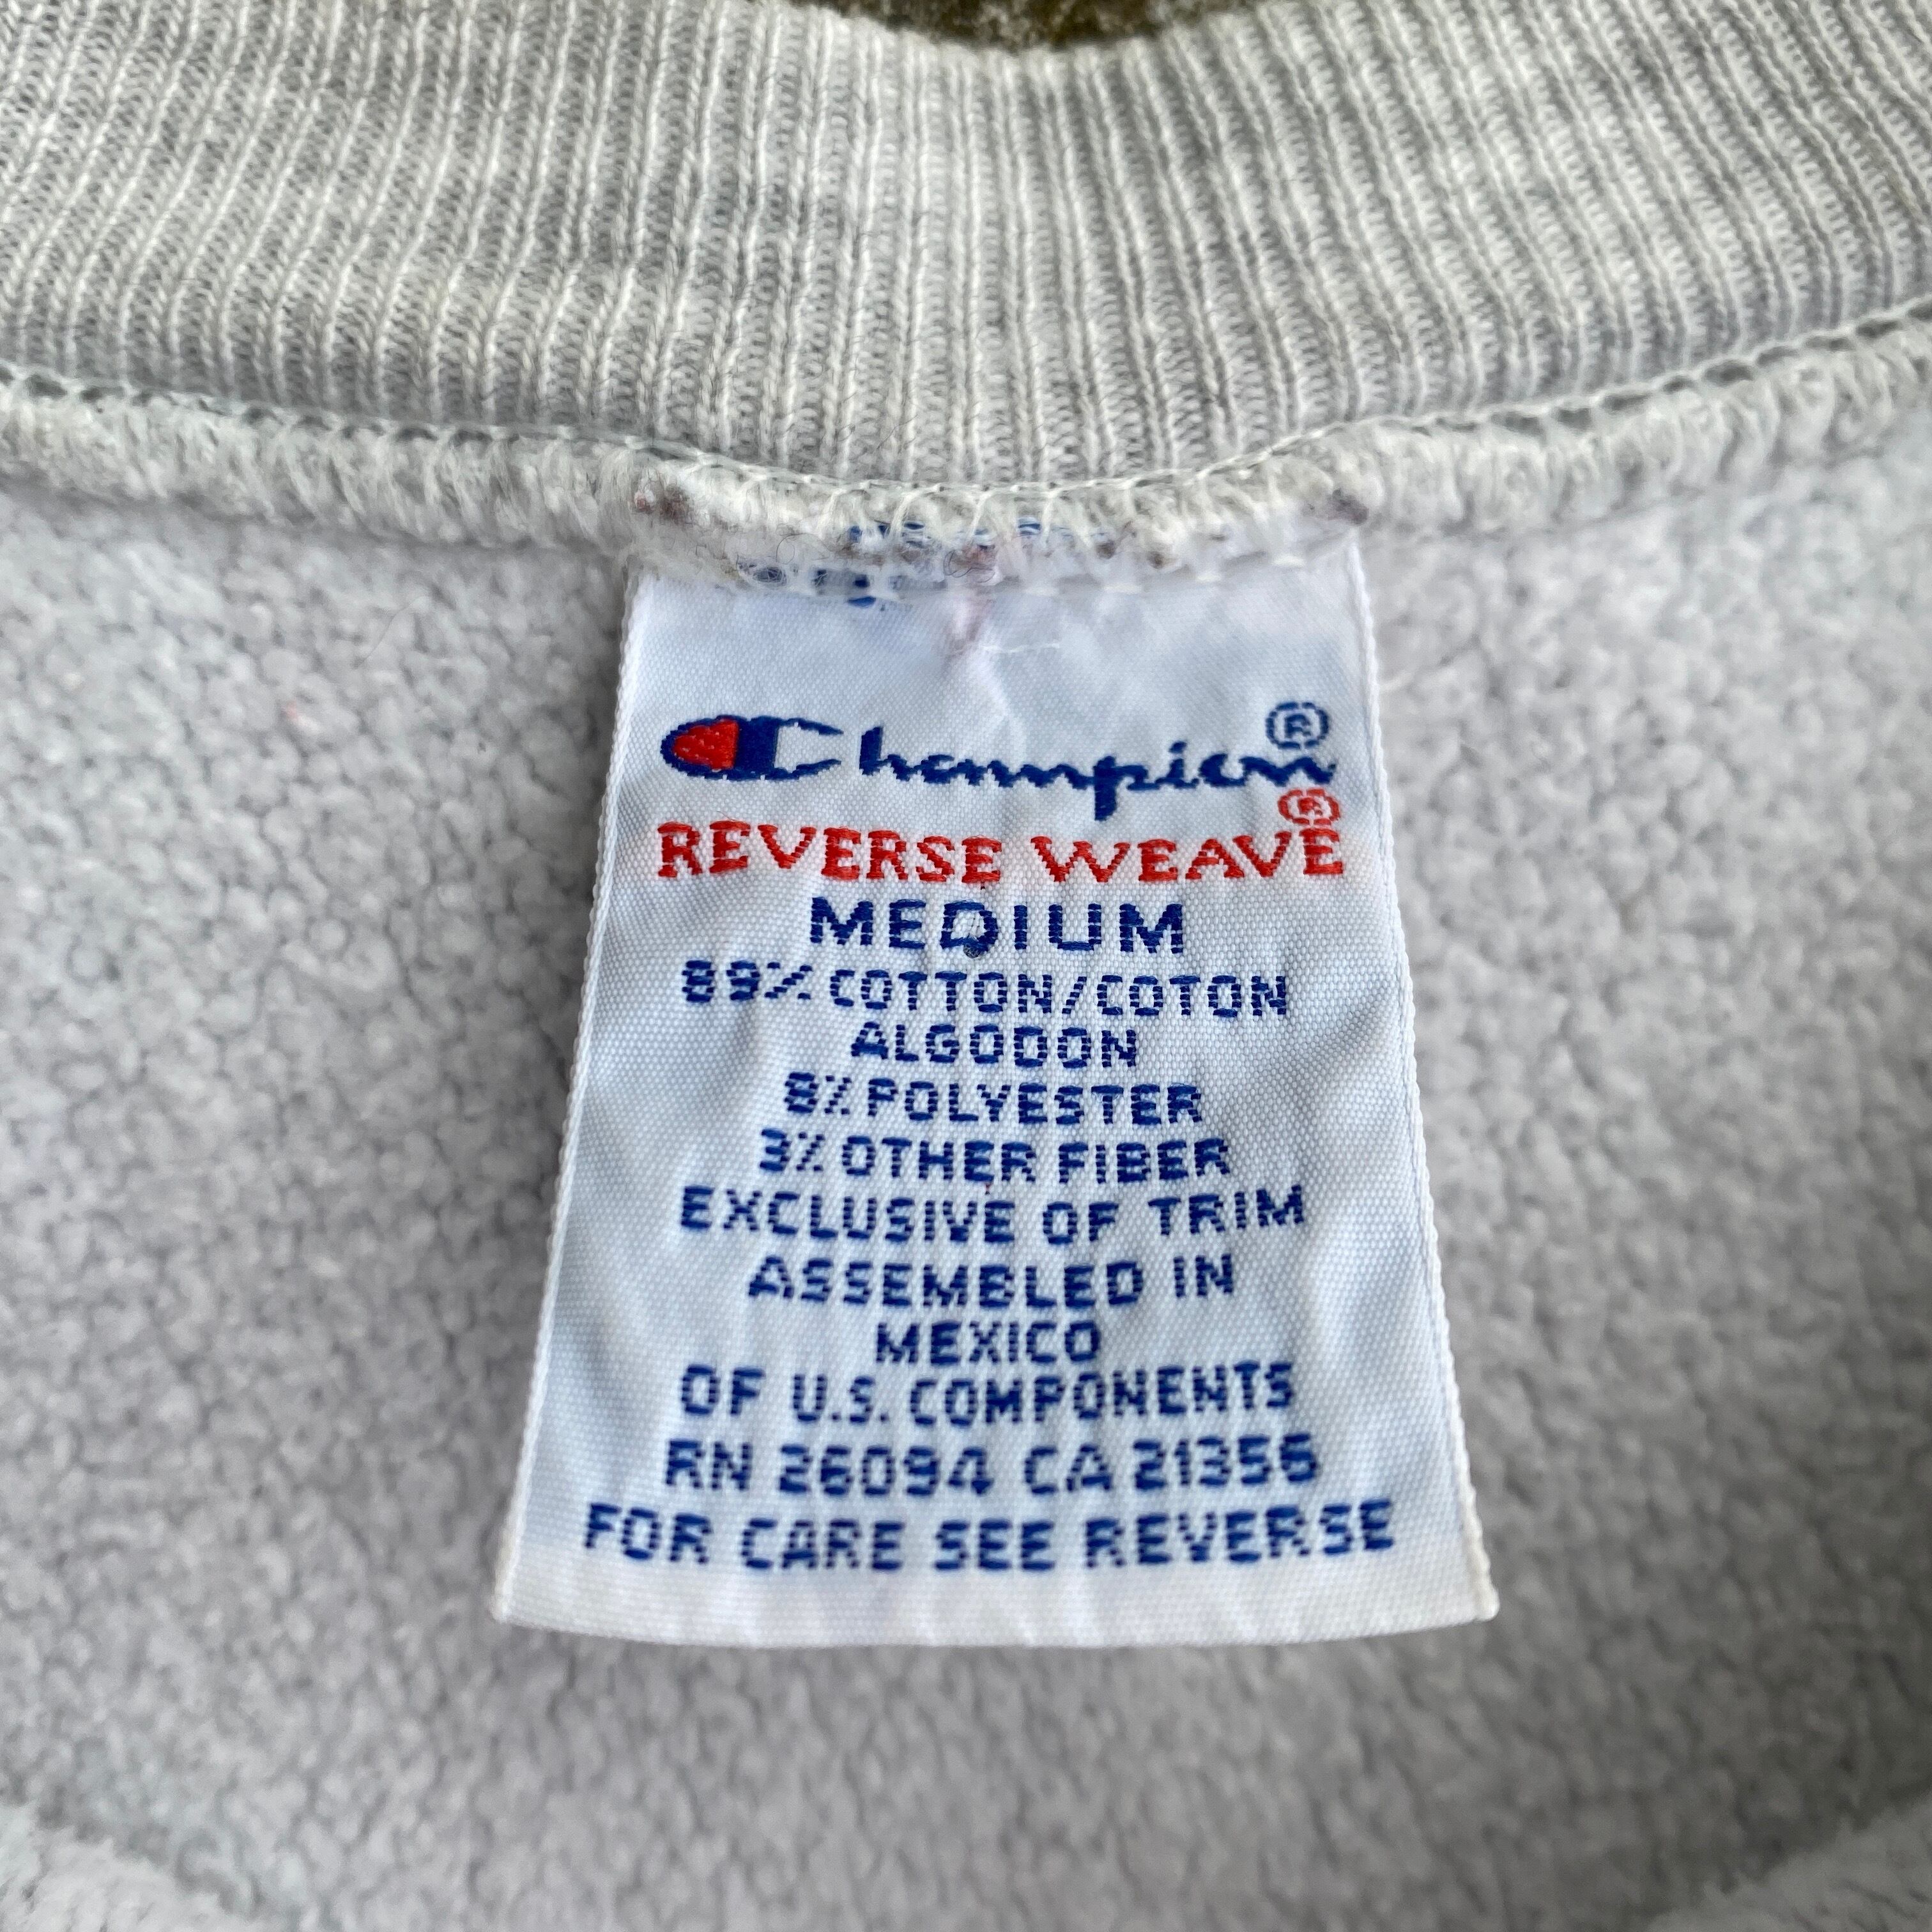 Champion®
REVERSE WEAVE®
MEDIUM
89% COTTON/COTON
ALGODON
8% POLYESTER
3% OTHER FIBER
EXCLUSIVE OF TRIM
ASSEMBLED IN
MEXICO
OF U.S. COMPONENTS
RN 26094 CA 21356
FOR CARE SEE REVERSE